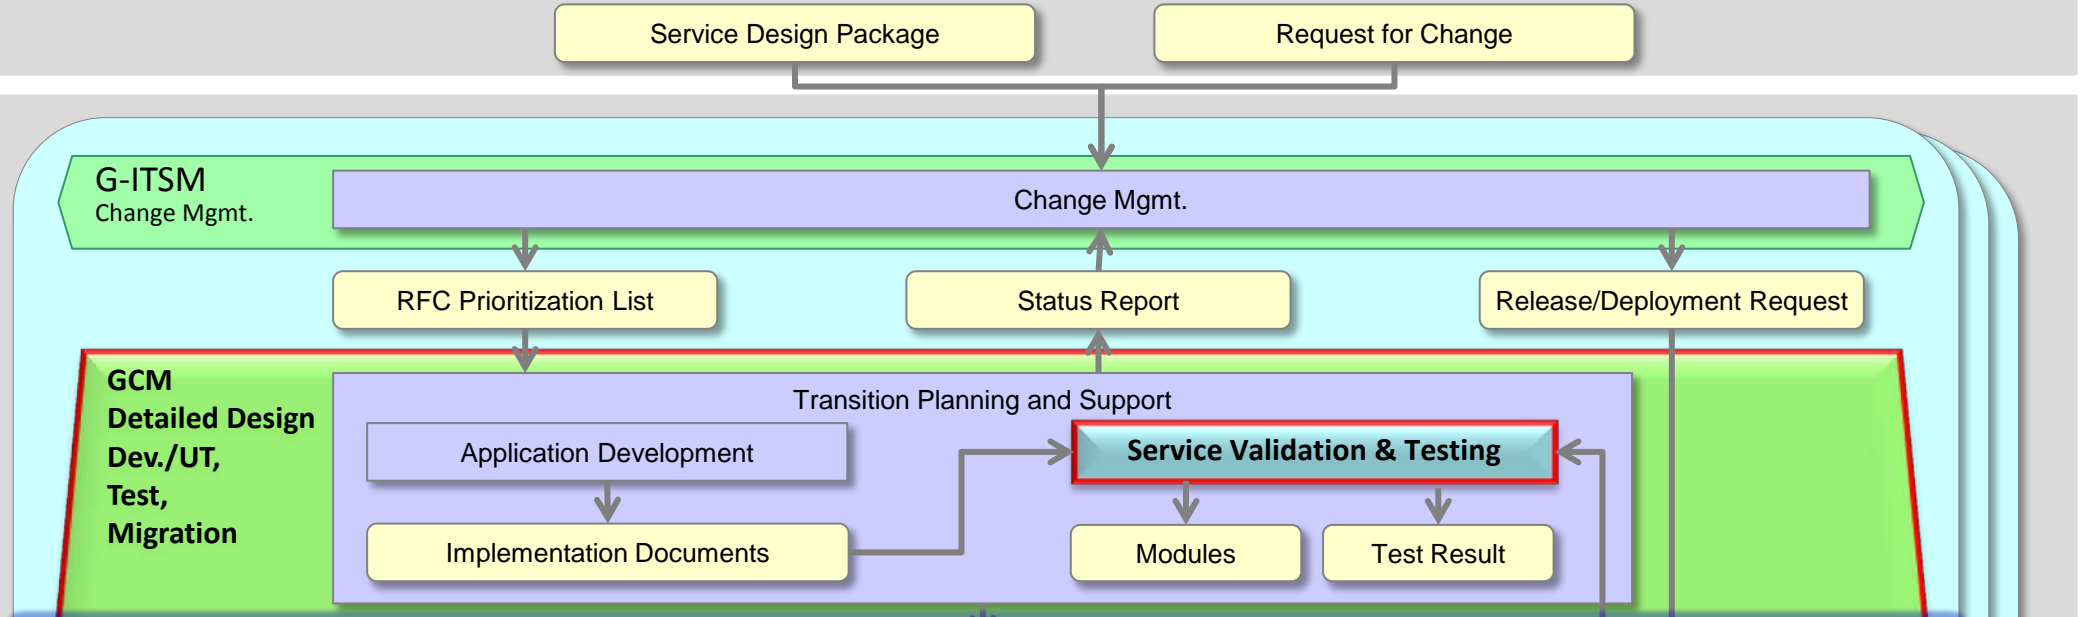 Service Design Package
Request for Change
G-ITSM
Change Mgmt.
Change Mgmt.
RFC Prioritization List
Status Report
Release/Deployment Request
GCM
Detailed Design
Dev./UT,
Test,
Migration
Transition Planning and Support
Application Development
Service Validation & Testing
Implementation Documents
Modules
Test Result